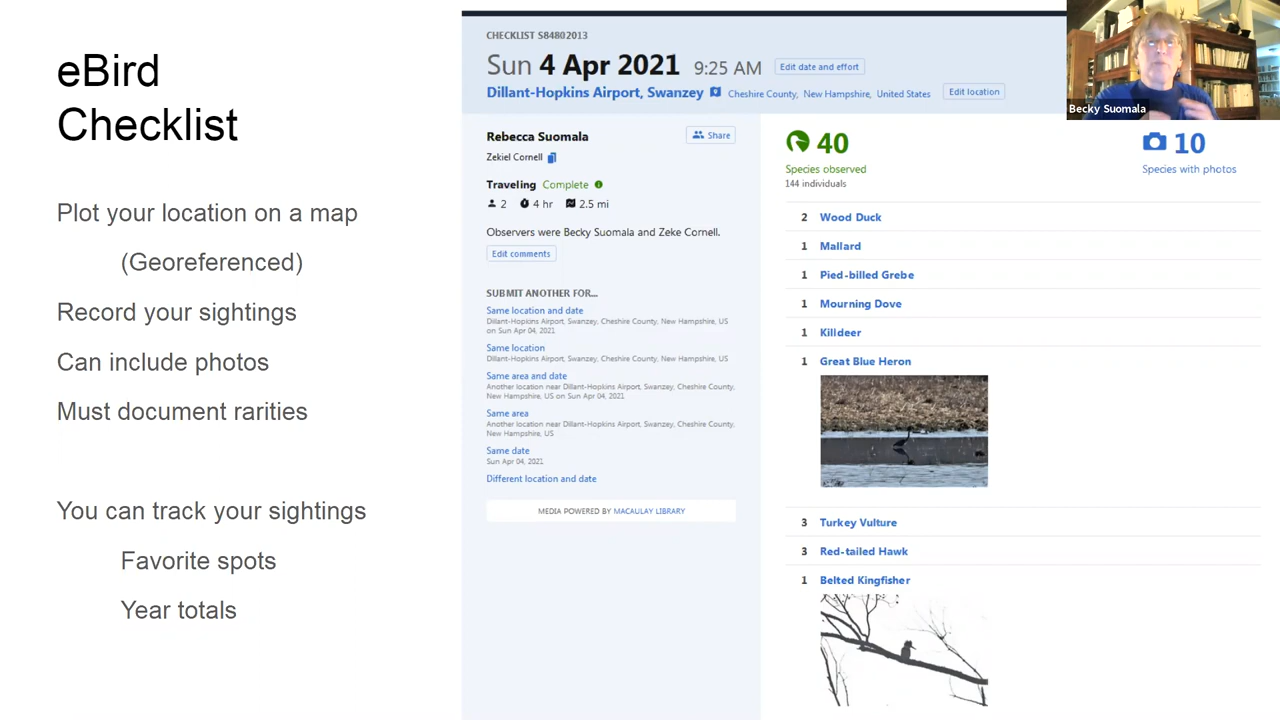 eBird
Checklist
Plot your location on a map
(Georeferenced)
Record your sightings
Can include photos
Must document rarities
You can track your sightings
Favorite spots
Year totals
CHECKLIST S84802013
Sun 4 Apr 2021 9:25 AM Edit date and effort
Dillant-Hopkins Airport, Swanzey Cheshire County, New Hampshire, United States Edit location
Rebecca Suomala Share
Zekiel Cornell
Traveling Complete
2 4 hr 2.5 mi
Observers were Becky Suomala and Zeke Cornell.
Edit comments
SUBMIT ANOTHER FOR...
Same location and date
Dillant-Hopkins Airport, Swanzey, Cheshire County, New Hampshire, US
on Sun Apr 04, 2021
Same location
Dillant-Hopkins Airport, Swanzey, Cheshire County, New Hampshire, US
Same area and date
Another location near Dillant-Hopkins Airport, Swanzey, Cheshire County,
New Hampshire, US on Sun Apr 04, 2021
Same area
Another location near Dillant-Hopkins Airport, Swanzey, Cheshire County,
New Hampshire, US
Same date
Sun Apr 04, 2021
Different location and date
MEDIA POWERED BY MACAULAY LIBRARY
40
Species observed
144 individuals
10
Species with photos
2 Wood Duck
1 Mallard
1 Pied-billed Grebe
1 Mourning Dove
1 Killdeer
1 Great Blue Heron
3 Turkey Vulture
3 Red-tailed Hawk
1 Belted Kingfisher
Becky Suomala